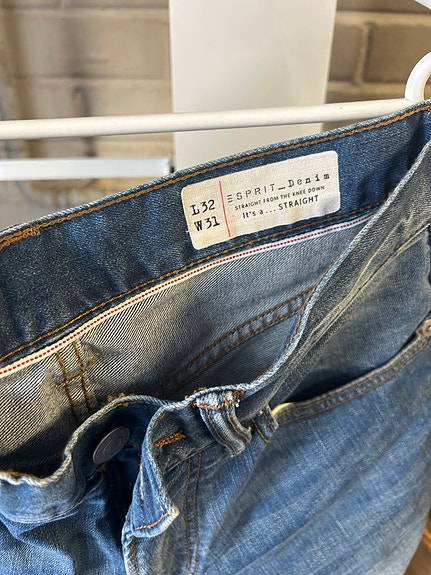 L32
W31
ESPRIT_Denim
STRAIGHT FROM THE KNEE DOWN
It's a... STRAIGHT